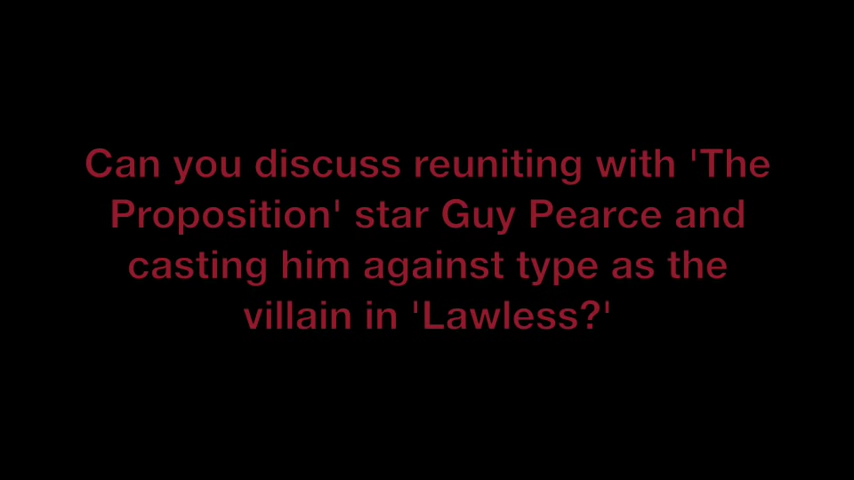 Can you discuss reuniting with 'The
Proposition' star Guy Pearce and
casting him against type as the
villain in 'Lawless?'